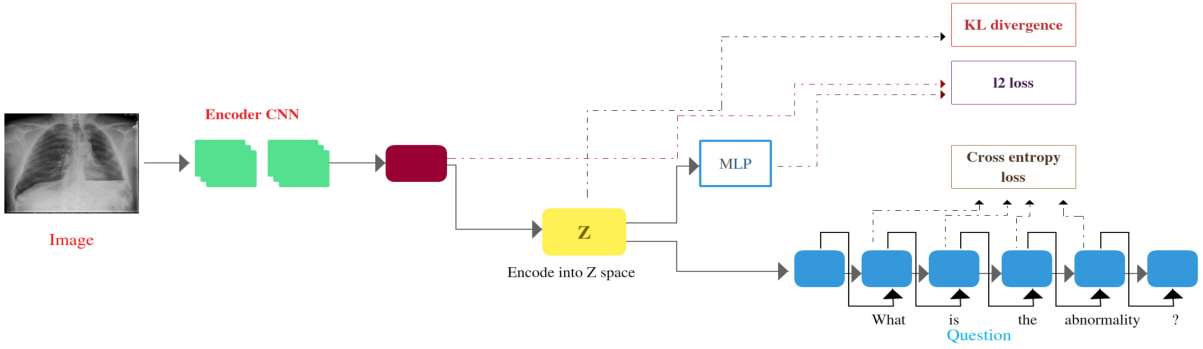 KL divergence
l2 loss
Encoder CNN
MLP
Cross entropy
loss
Image
Z
Encode into Z space
What is the abnormality ?
Question